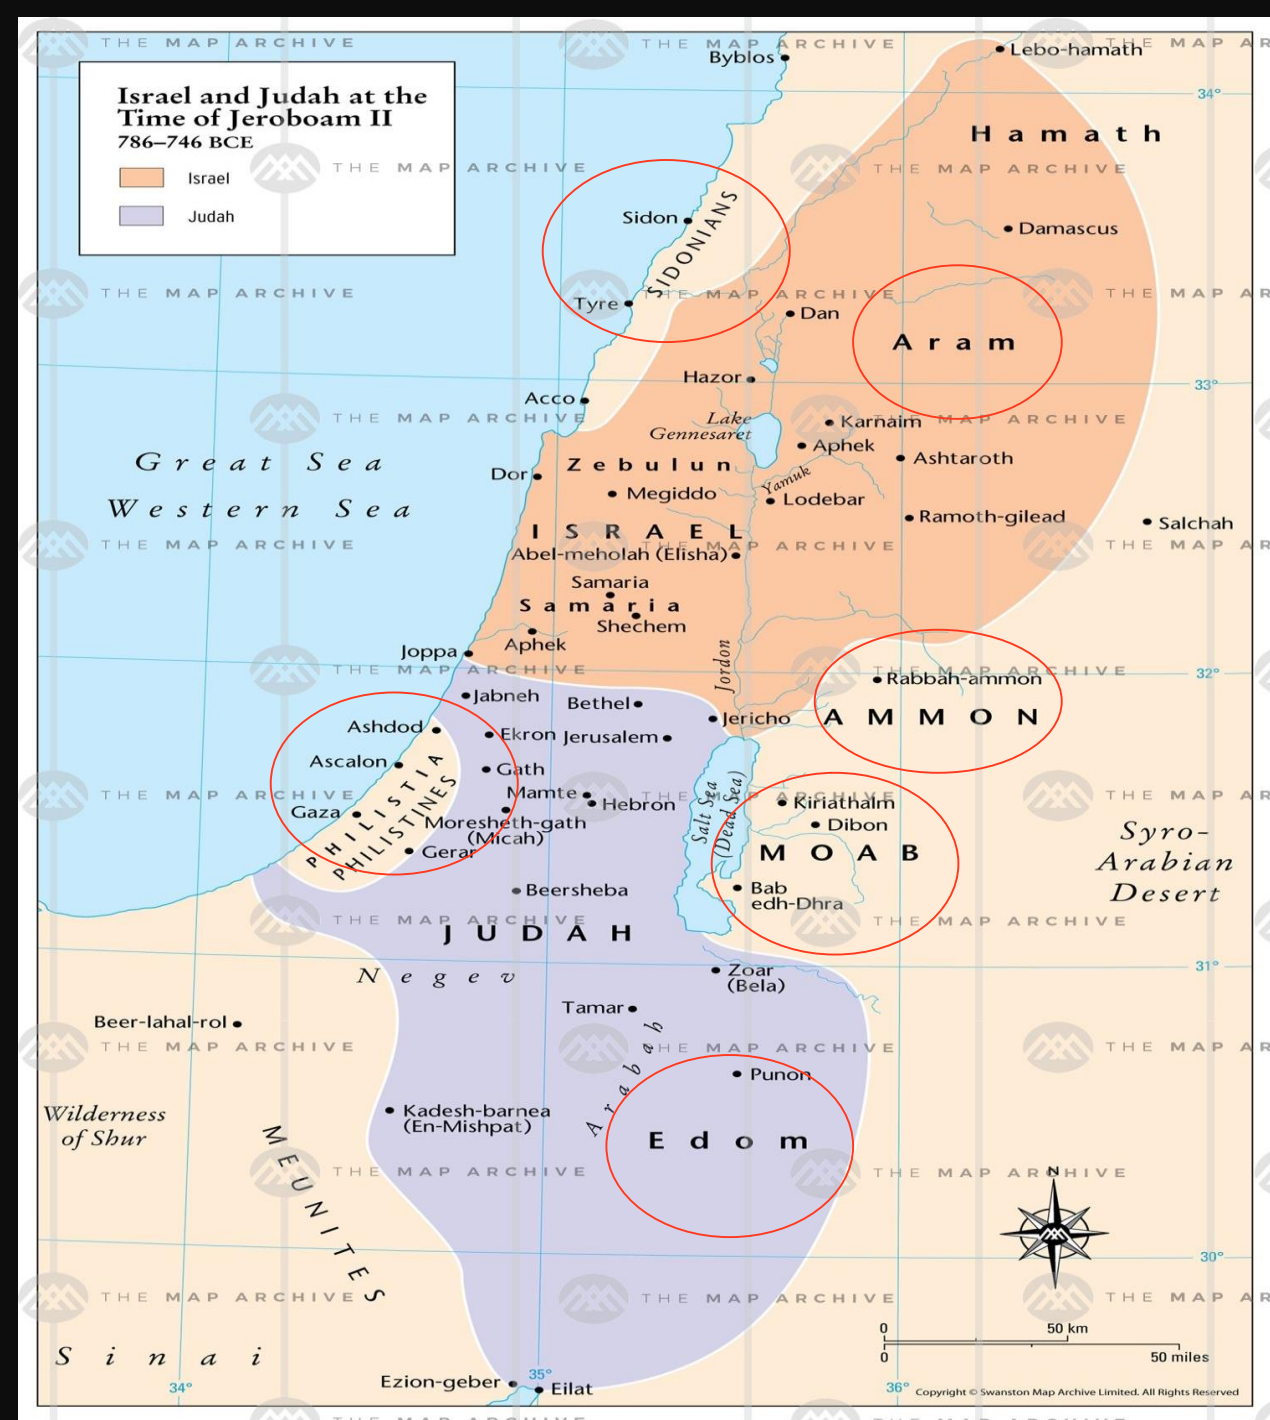 Israel and Judah at the
Time of Jeroboam II
786–746 BCE
Israel
Judah
THE MAP ARCHIVE
Byblos
Lebo-hamath
34°
Hamath
Sidon
SIDONIANS
Damascus
Tyre
Dan
Aram
Hazor
33°
Acco
Lake
Gennesaret
Karnaim
Aphek
Ashtaroth
Great Sea
Western Sea
Dor
Zebulun
Megiddo
Yamuk
Lodebar
Ramoth-gilead
Salchah
ISRAEL
Abel-meholah (Elisha)
Samaria
Samaria
Shechem
Aphek
Joppa
Jordon
32°
Rabbah-ammon
AMMON
Jabneh
Bethel
Jericho
Ashdod
Ekron
Jerusalem
Ascalon
Gath
PHILISTIA
PHILISTINES
Gaza
Mamte
Hebron
Moresheth-gath
(Micah)
Gerar
Salt Sea
(Dead Sea)
Kiriathalm
Dibon
MOAB
Bab
edh-Dhra
Syro-
Arabian
Desert
Beersheba
JUDAH
Negev
31°
Zoar
(Bela)
Tamar
Beer-lahal-rol
Arabah
Punon
Wilderness
of Shur
Kadesh-barnea
(En-Mishpat)
Edom
MEUNITES
N
30°
0 50 km
0 50 miles
Sinai
34°
35°
36°
Ezion-geber
Eilat
Copyright © Swanston Map Archive Limited. All Rights Reserved